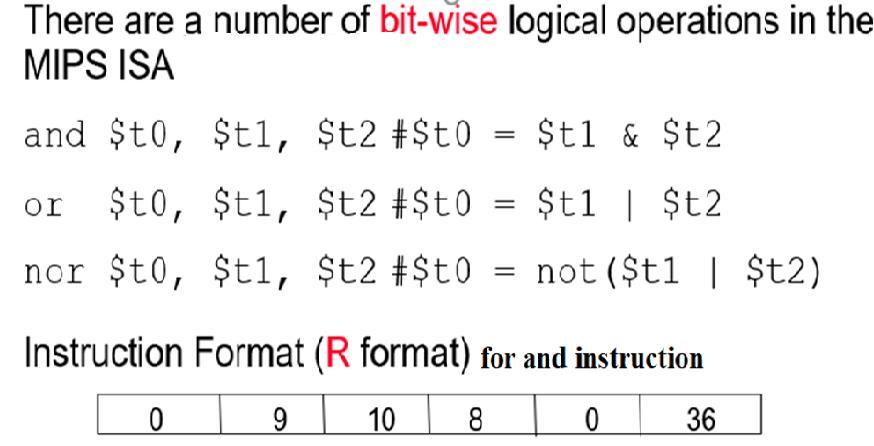 There are a number of bit-wise logical operations in the
MIPS ISA
and $t0, $t1, $t2 #$t0 = $t1 & $t2
or $t0, $t1, $t2 #$t0 = $t1 | $t2
nor $t0, $t1, $t2 #$t0 = not($t1 | $t2)
Instruction Format (R format) for and instruction
0 9 10 8 0 36